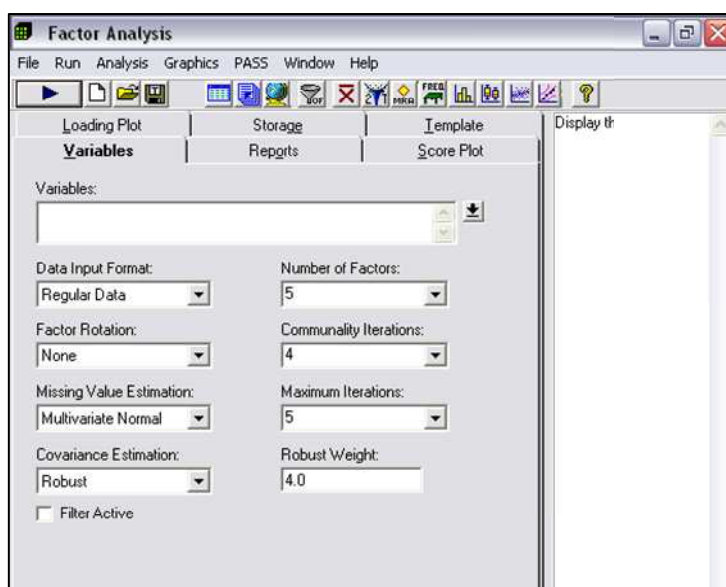 Factor Analysis
File Run Analysis Graphics PASS Window Help
Loading Plot Storage Template
Variables Reports Score Plot
Display th
Variables:
Data Input Format: Number of Factors:
Regular Data 5
Factor Rotation: Communality Iterations:
None 4
Missing Value Estimation: Maximum Iterations:
Multivariate Normal 5
Covariance Estimation: Robust Weight:
Robust 4.0
Filter Active